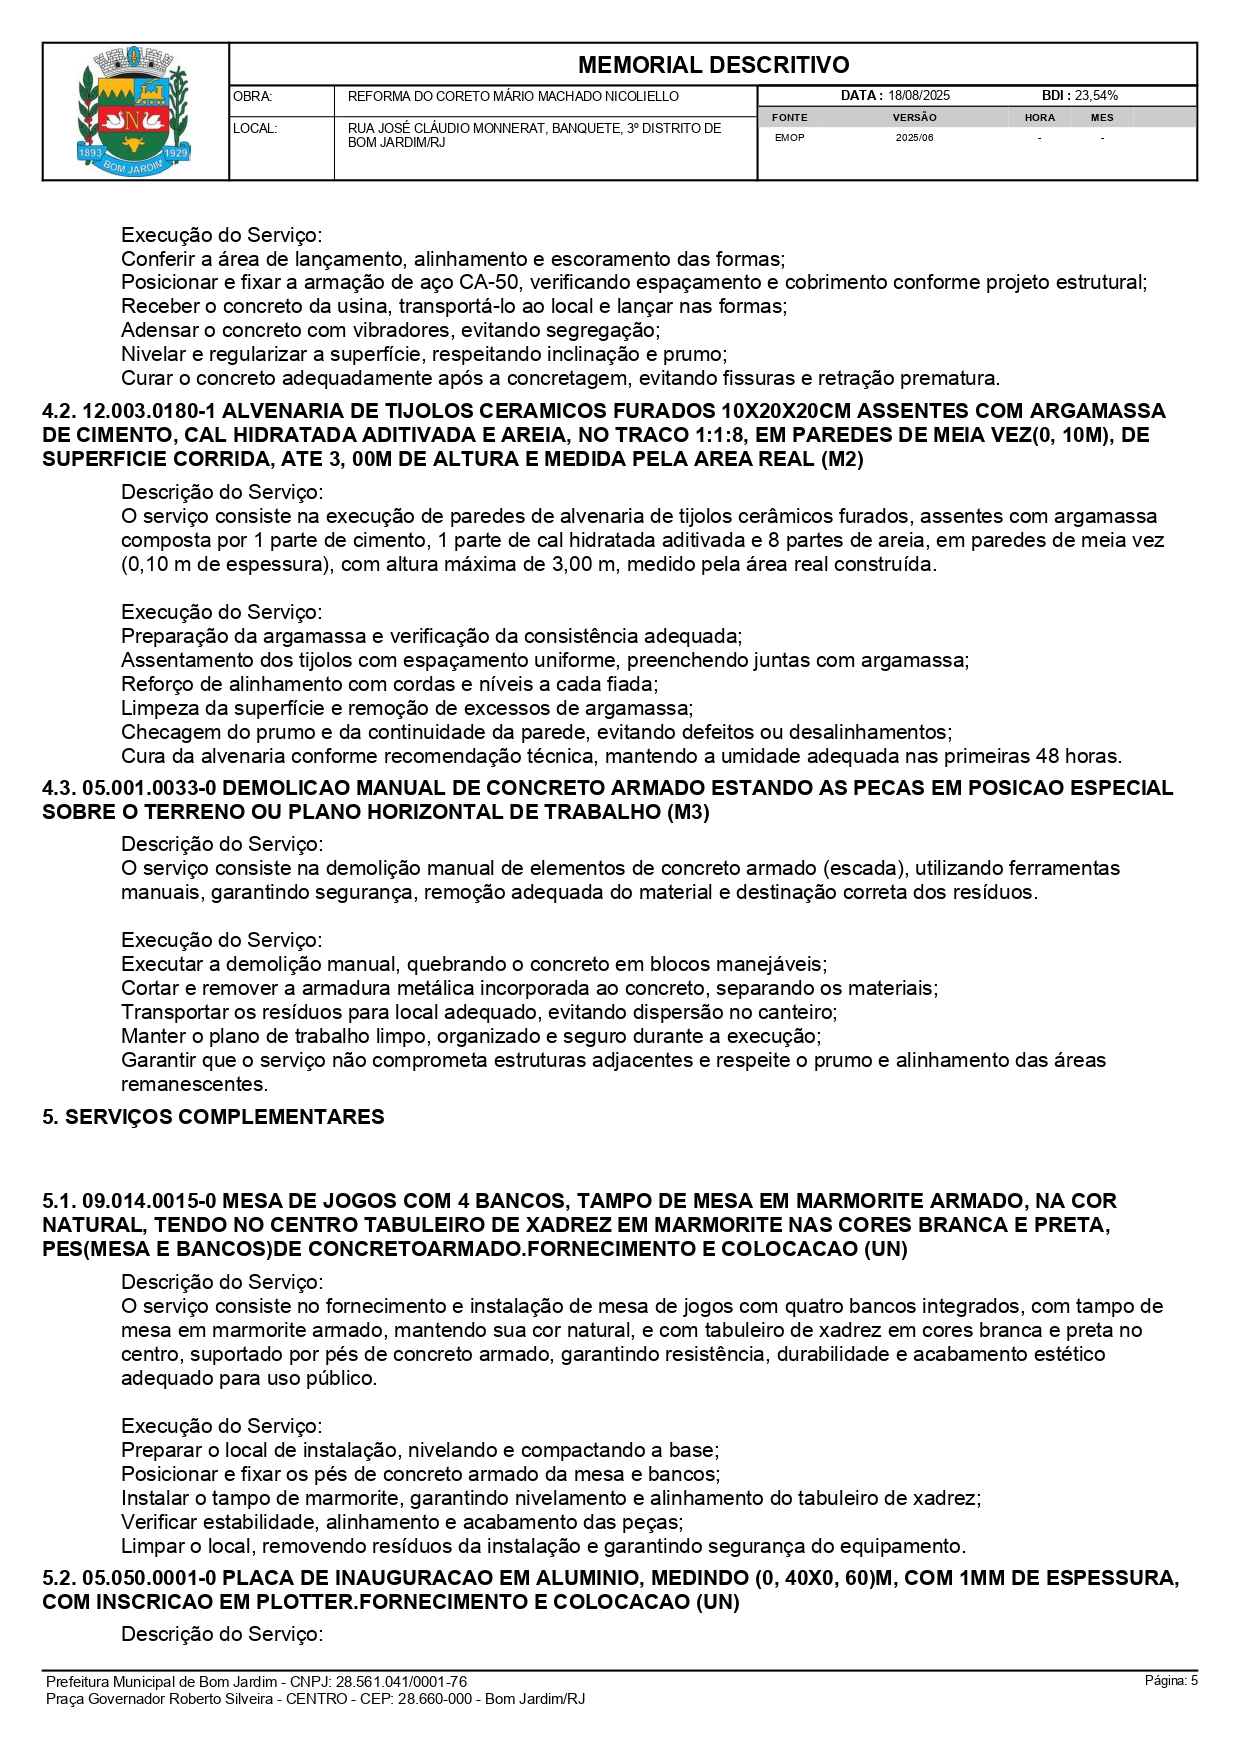 MEMORIAL DESCRITIVO
OBRA:
REFORMA DO CORETO MÁRIO MACHADO NICOLIELLO
DATA : 18/08/2025
BDI : 23,54%
FONTE VERSÃO HORA MES
LOCAL:
RUA JOSÉ CLÁUDIO MONNERAT, BANQUETE, 3º DISTRITO DE
BOM JARDIM/RJ
EMOP 2025/06 - -
1893 1929
BOM JARDIM
Execução do Serviço:
Conferir a área de lançamento, alinhamento e escoramento das formas;
Posicionar e fixar a armação de aço CA-50, verificando espaçamento e cobrimento conforme projeto estrutural;
Receber o concreto da usina, transportá-lo ao local e lançar nas formas;
Adensar o concreto com vibradores, evitando segregação;
Nivelar e regularizar a superfície, respeitando inclinação e prumo;
Curar o concreto adequadamente após a concretagem, evitando fissuras e retração prematura.
4.2. 12.003.0180-1 ALVENARIA DE TIJOLOS CERAMICOS FURADOS 10X20X20CM ASSENTES COM ARGAMASSA
DE CIMENTO, CAL HIDRATADA ADITIVADA E AREIA, NO TRACO 1:1:8, EM PAREDES DE MEIA VEZ(0, 10M), DE
SUPERFICIE CORRIDA, ATE 3, 00M DE ALTURA E MEDIDA PELA AREA REAL (M2)
Descrição do Serviço:
O serviço consiste na execução de paredes de alvenaria de tijolos cerâmicos furados, assentes com argamassa
composta por 1 parte de cimento, 1 parte de cal hidratada aditivada e 8 partes de areia, em paredes de meia vez
(0,10 m de espessura), com altura máxima de 3,00 m, medido pela área real construída.
Execução do Serviço:
Preparação da argamassa e verificação da consistência adequada;
Assentamento dos tijolos com espaçamento uniforme, preenchendo juntas com argamassa;
Reforço de alinhamento com cordas e níveis a cada fiada;
Limpeza da superfície e remoção de excessos de argamassa;
Checagem do prumo e da continuidade da parede, evitando defeitos ou desalinhamentos;
Cura da alvenaria conforme recomendação técnica, mantendo a umidade adequada nas primeiras 48 horas.
4.3. 05.001.0033-0 DEMOLICAO MANUAL DE CONCRETO ARMADO ESTANDO AS PECAS EM POSICAO ESPECIAL
SOBRE O TERRENO OU PLANO HORIZONTAL DE TRABALHO (M3)
Descrição do Serviço:
O serviço consiste na demolição manual de elementos de concreto armado (escada), utilizando ferramentas
manuais, garantindo segurança, remoção adequada do material e destinação correta dos resíduos.
Execução do Serviço:
Executar a demolição manual, quebrando o concreto em blocos manejáveis;
Cortar e remover a armadura metálica incorporada ao concreto, separando os materiais;
Transportar os resíduos para local adequado, evitando dispersão no canteiro;
Manter o plano de trabalho limpo, organizado e seguro durante a execução;
Garantir que o serviço não comprometa estruturas adjacentes e respeite o prumo e alinhamento das áreas
remanescentes.
5. SERVIÇOS COMPLEMENTARES
5.1. 09.014.0015-0 MESA DE JOGOS COM 4 BANCOS, TAMPO DE MESA EM MARMORITE ARMADO, NA COR
NATURAL, TENDO NO CENTRO TABULEIRO DE XADREZ EM MARMORITE NAS CORES BRANCA E PRETA,
PES(MESA E BANCOS)DE CONCRETOARMADO.FORNECIMENTO E COLOCACAO (UN)
Descrição do Serviço:
O serviço consiste no fornecimento e instalação de mesa de jogos com quatro bancos integrados, com tampo de
mesa em marmorite armado, mantendo sua cor natural, e com tabuleiro de xadrez em cores branca e preta no
centro, suportado por pés de concreto armado, garantindo resistência, durabilidade e acabamento estético
adequado para uso público.
Execução do Serviço:
Preparar o local de instalação, nivelando e compactando a base;
Posicionar e fixar os pés de concreto armado da mesa e bancos;
Instalar o tampo de marmorite, garantindo nivelamento e alinhamento do tabuleiro de xadrez;
Verificar estabilidade, alinhamento e acabamento das peças;
Limpar o local, removendo resíduos da instalação e garantindo segurança do equipamento.
5.2. 05.050.0001-0 PLACA DE INAUGURACAO EM ALUMINIO, MEDINDO (0, 40X0, 60)M, COM 1MM DE ESPESSURA,
COM INSCRICAO EM PLOTTER.FORNECIMENTO E COLOCACAO (UN)
Descrição do Serviço:
Prefeitura Municipal de Bom Jardim - CNPJ: 28.561.041/0001-76
Praça Governador Roberto Silveira - CENTRO - CEP: 28.660-000 - Bom Jardim/RJ
Página: 5